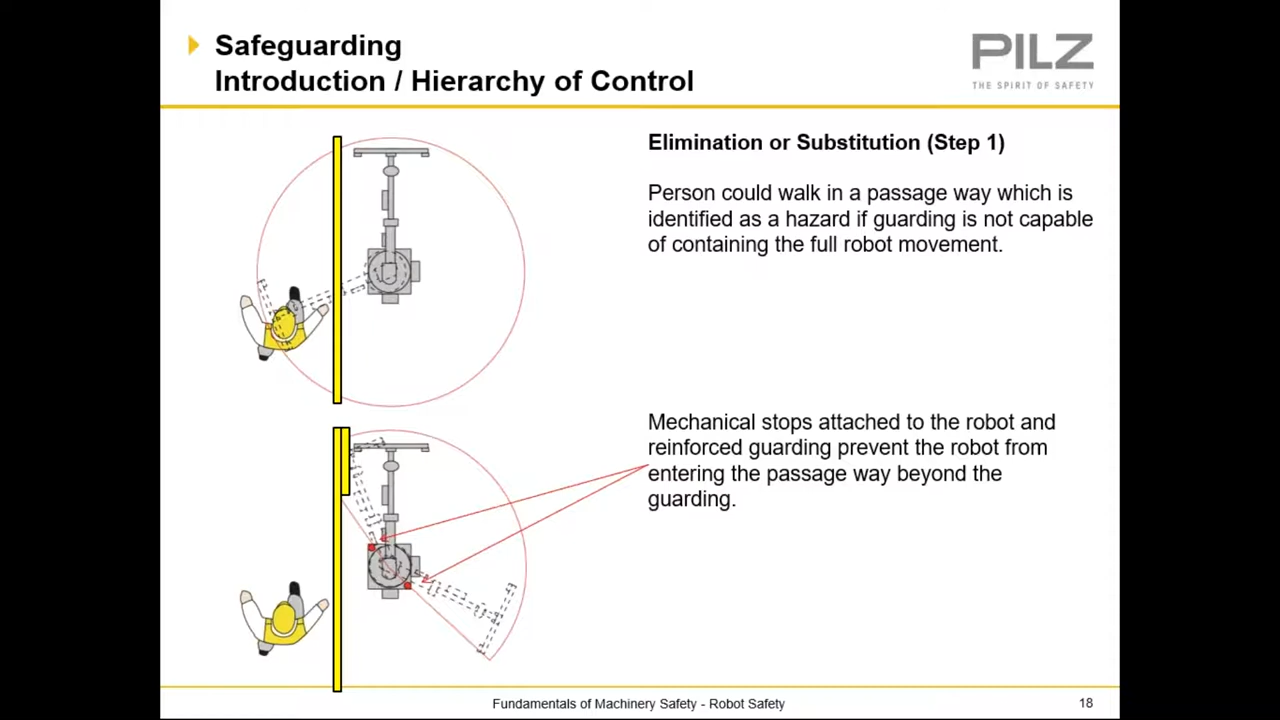 Safeguarding
Introduction / Hierarchy of Control
PILZ
THE SPIRIT OF SAFETY
Elimination or Substitution (Step 1)
Person could walk in a passage way which is
identified as a hazard if guarding is not capable
of containing the full robot movement.
Mechanical stops attached to the robot and
reinforced guarding prevent the robot from
entering the passage way beyond the
guarding.
Fundamentals of Machinery Safety - Robot Safety
18